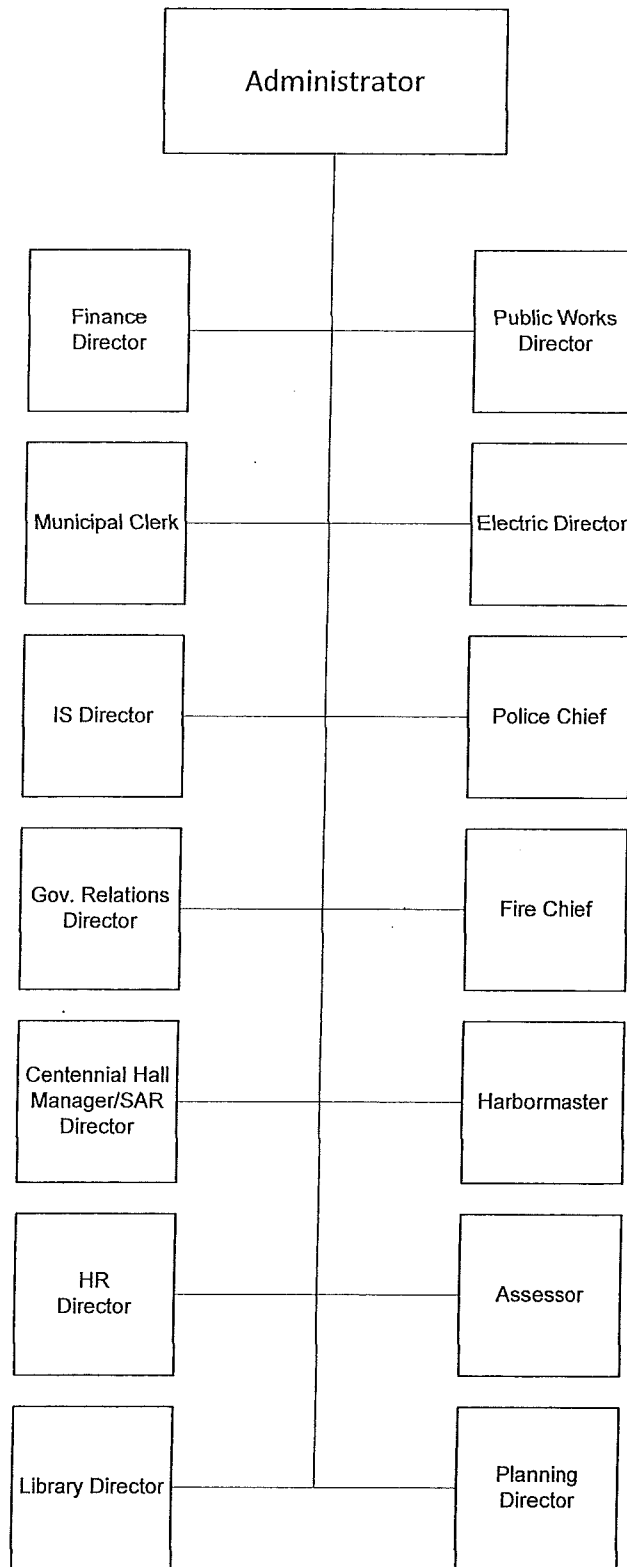 Administrator
Finance
Director
Public Works
Director
Municipal Clerk
Electric Director
IS Director
Police Chief
Gov. Relations
Director
Fire Chief
Centennial Hall
Manager/SAR
Director
Harbormaster
HR
Director
Assessor
Library Director
Planning
Director